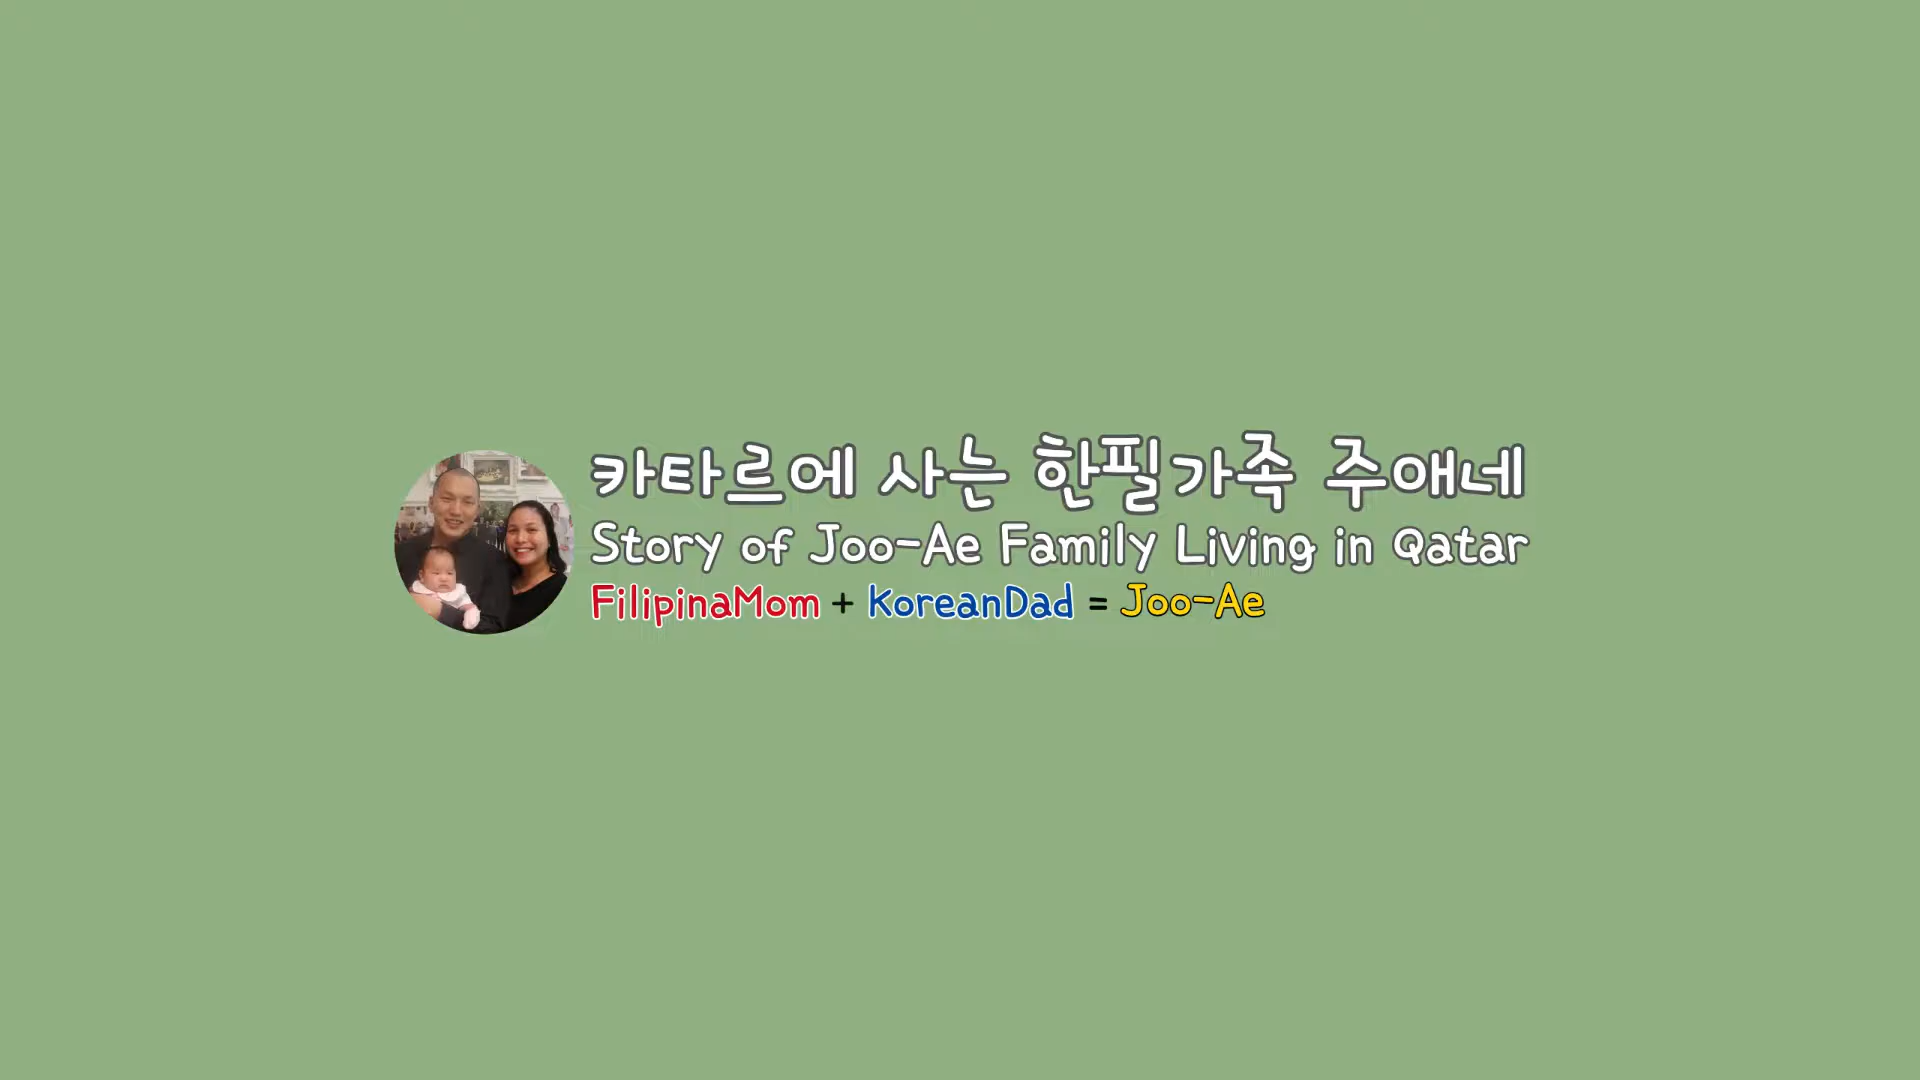 카타르에 사는 한필가족 주애네
Story of Joo-Ae Family Living in Qatar
FilipinaMom + KoreanDad = Joo-Ae